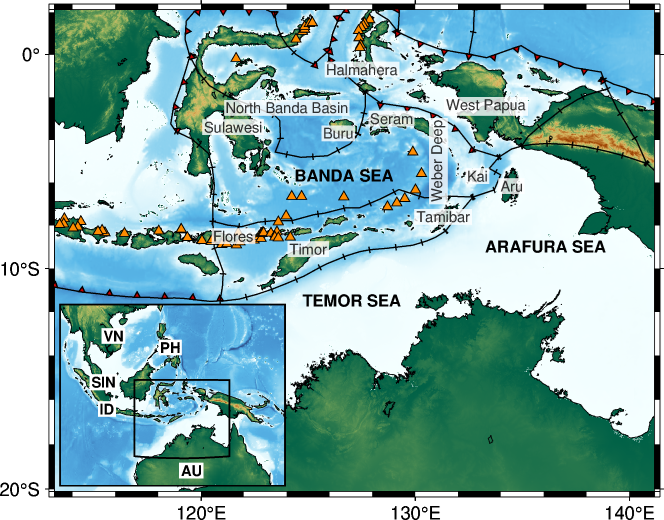 0°
Halmahera
North Banda Basin
West Papua
Sulawesi
Buru
Seram
Weber Deep
BANDA SEA
Kai
Aru
Tamibar
Flores
Timor
ARAFURA SEA
10°S
TEMOR SEA
VN
PH
SIN
ID
AU
20°S
120°E
130°E
140°E